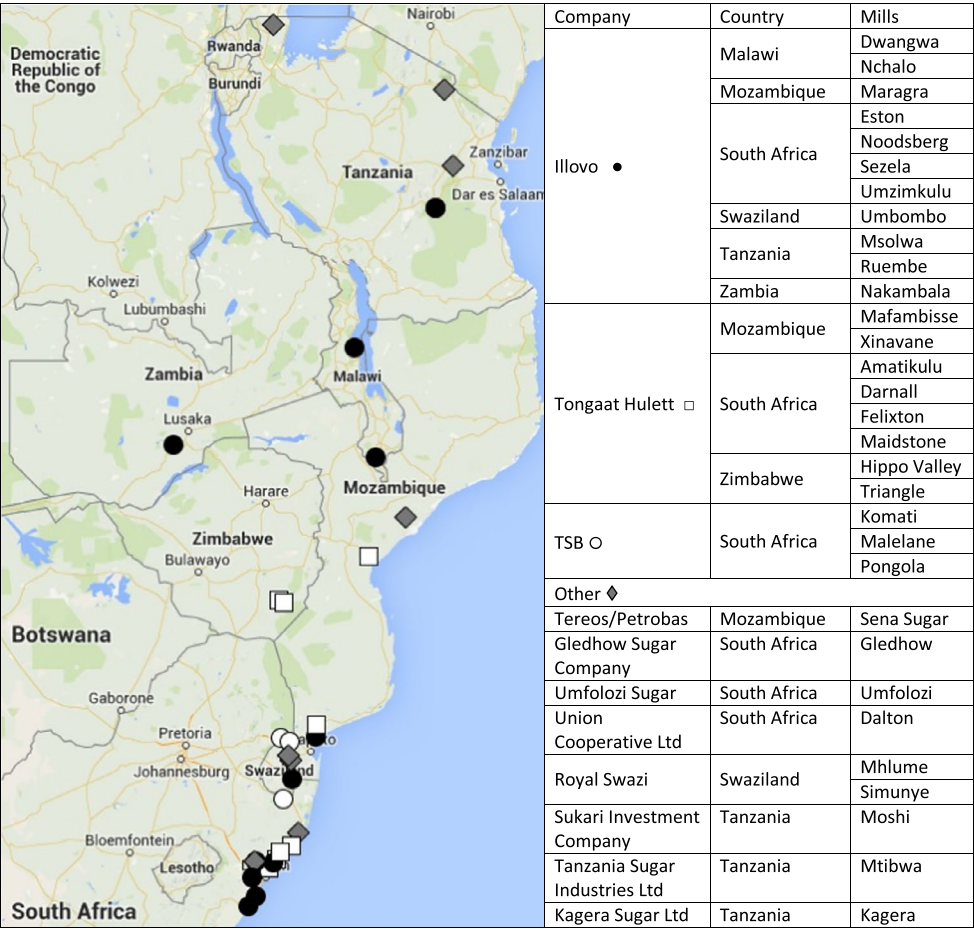 Nairobi
Democratic
Republic of
the Congo
Rwanda
Burundi
Zanzibar
Tanzania
Dar es Salaam
Kolwezi
Lubumbashi
Zambia
Malawi
Lusaka
Mozambique
Harare
Zimbabwe
Bulawayo
Botswana
Gaborone
Pretoria
Johannesburg
Bloemfontein
Lesotho
South Africa
Company Country Mills
Illovo ● Malawi Dwangwa
Nchalo
Mozambique Maragra
South Africa Eston
Noodsberg
Sezela
Umzimkulu
Swaziland Umbombo
Tanzania Msolwa
Ruembe
Zambia Nakambala
Tongaat Hulett □ Mozambique Mafambisse
Xinavane
South Africa Amatikulu
Darnall
Felixton
Maidstone
Zimbabwe Hippo Valley
Triangle
TSB ○ South Africa Komati
Malelane
Pongola
Other ◆
Tereos/Petrobas Mozambique Sena Sugar
Gledhow Sugar South Africa Gledhow
Company
Umfolozi Sugar South Africa Umfolozi
Union South Africa Dalton
Cooperative Ltd
Royal Swazi Swaziland Mhlume
Simunye
Sukari Investment Tanzania Moshi
Company
Tanzania Sugar Tanzania Mtibwa
Industries Ltd
Kagera Sugar Ltd Tanzania Kagera